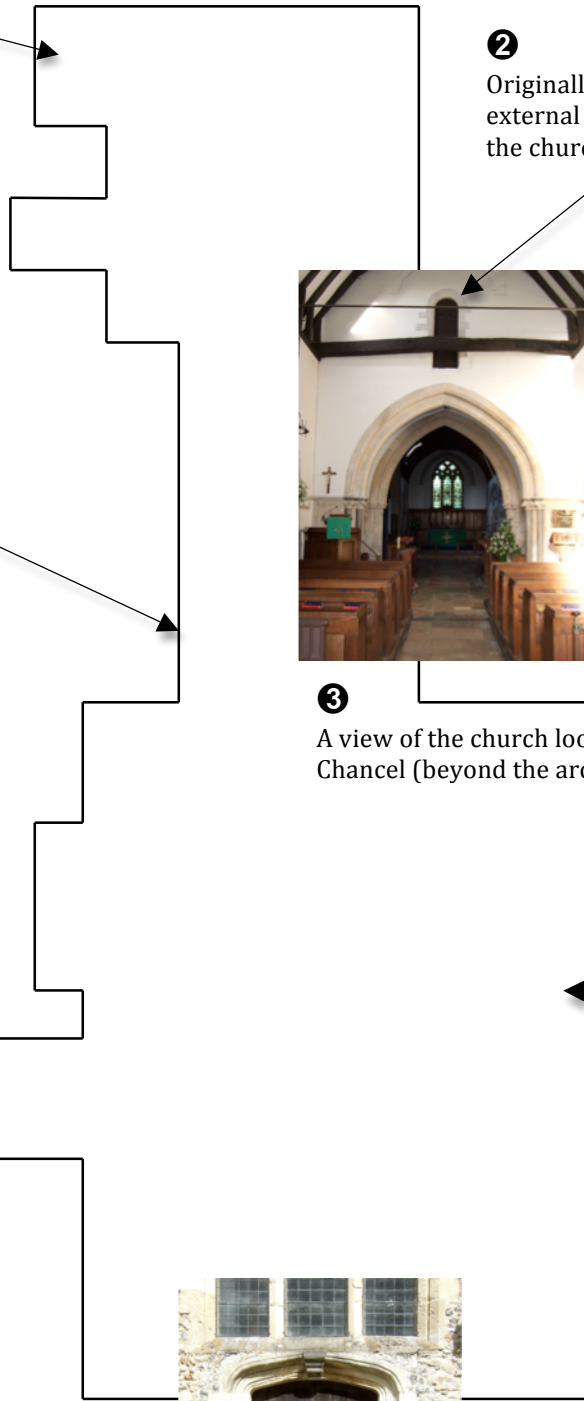 ❷
Originall
external
the churc
❸
A view of the church loo
Chancel (beyond the arc